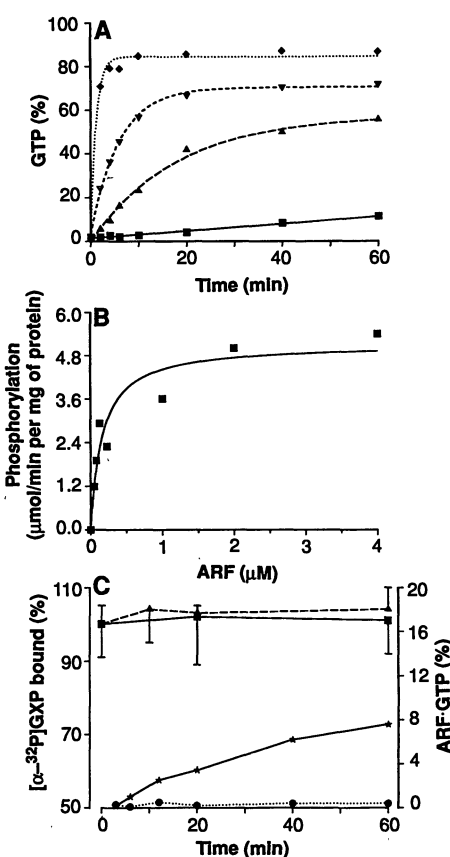 A
100
80
60
40
20
0
GTP (%)
0 20 40 60
Time (min)
B
6.0
4.8
3.6
2.4
1.2
0.0
Phosphorylation
(μmol/min per mg of protein)
0 1 2 3 4
ARF (μM)
C
110
90
70
50
[α–³²P]GXP bound (%)
20
16
12
8
4
0
ARF·GTP (%)
0 20 40 60
Time (min)